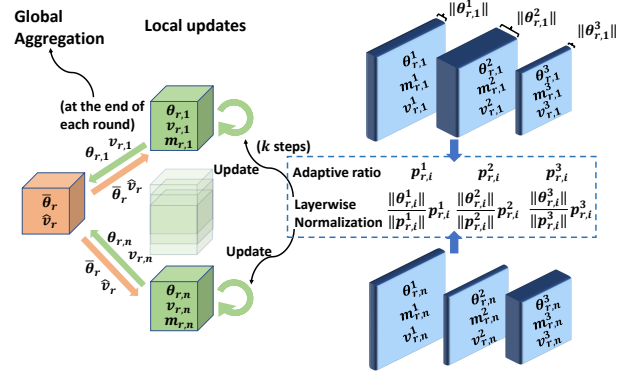 Global
Aggregation
Local updates
(at the end of
each round)
θ_{r,1}
v_{r,1}
m_{r,1}
θ_{r,1} v_{r,1}
θ̅_r v̂_r
(k steps)
Update
θ̅_r
v̂_r
θ_{r,n}
v_{r,n}
θ̅_r
v̂_r
Update
θ_{r,n}
v_{r,n}
m_{r,n}
‖θ^1_{r,1}‖ ‖θ^2_{r,1}‖ ‖θ^3_{r,1}‖
θ^1_{r,1} θ^2_{r,1} θ^3_{r,1}
m^1_{r,1} m^2_{r,1} m^3_{r,1}
v^1_{r,1} v^2_{r,1} v^3_{r,1}
Adaptive ratio p^1_{r,i} p^2_{r,i} p^3_{r,i}
Layerwise
Normalization ‖θ^1_{r,i}‖/‖p^1_{r,i}‖ p^1_{r,i} ‖θ^2_{r,i}‖/‖p^2_{r,i}‖ p^2_{r,i} ‖θ^3_{r,i}‖/‖p^3_{r,i}‖ p^3_{r,i}
θ^1_{r,n} θ^2_{r,n} θ^3_{r,n}
m^1_{r,n} m^2_{r,n} m^3_{r,n}
v^1_{r,n} v^2_{r,n} v^3_{r,n}